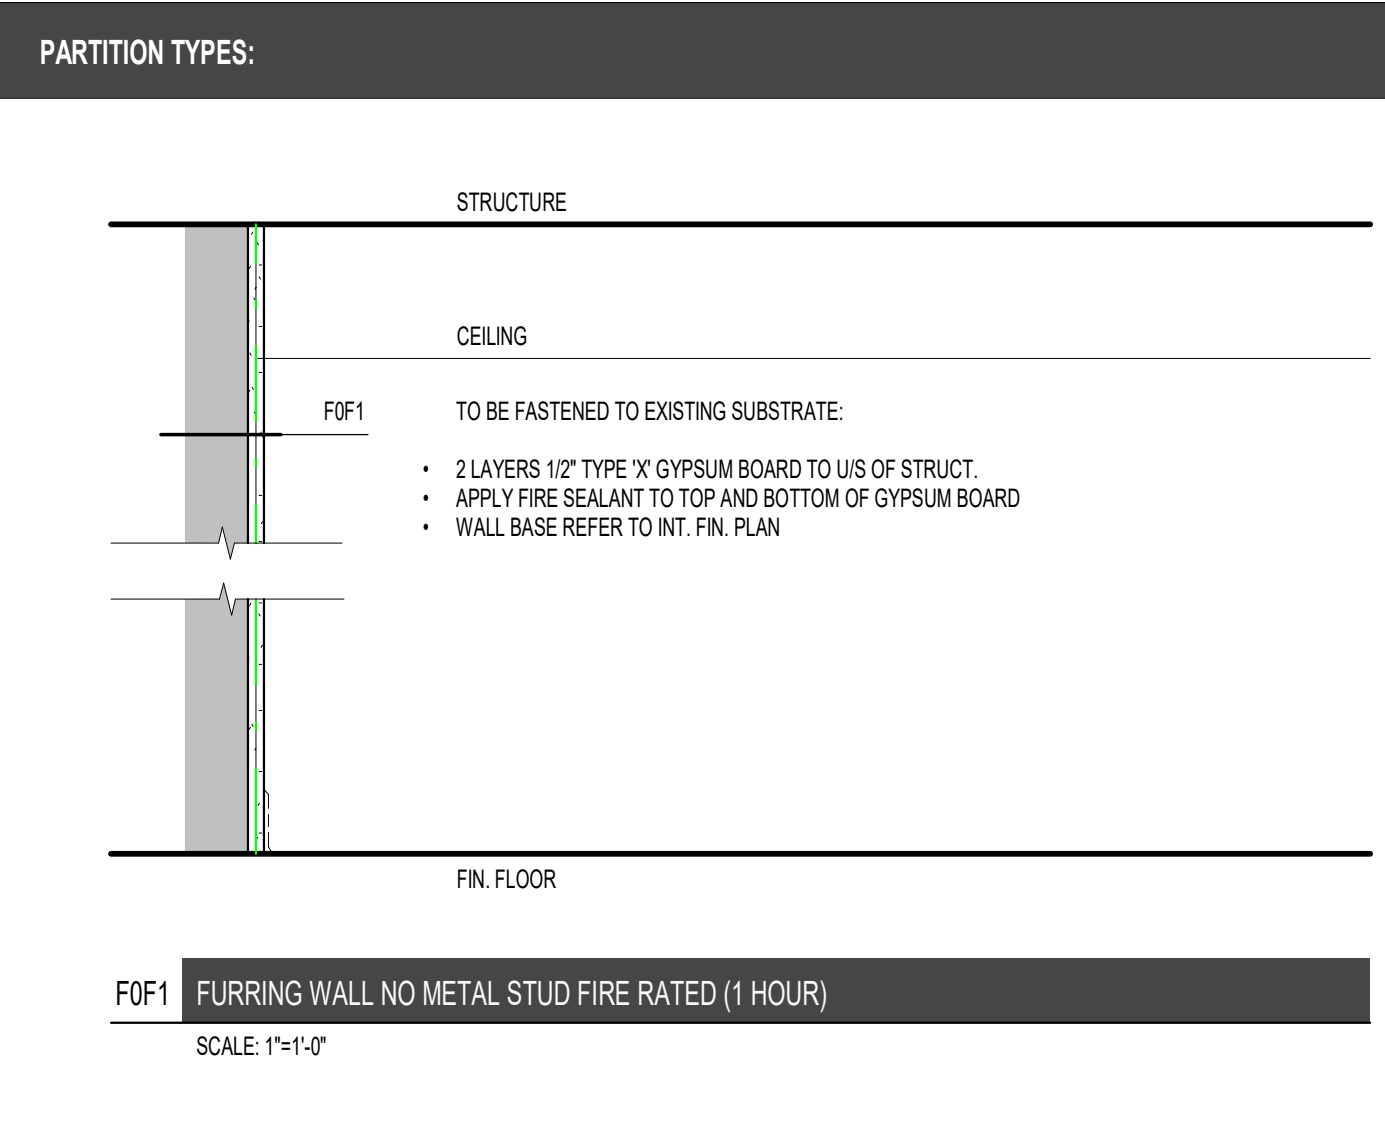 PARTITION TYPES:
STRUCTURE
CEILING
F0F1
TO BE FASTENED TO EXISTING SUBSTRATE:
• 2 LAYERS 1/2" TYPE 'X' GYPSUM BOARD TO U/S OF STRUCT.
• APPLY FIRE SEALANT TO TOP AND BOTTOM OF GYPSUM BOARD
• WALL BASE REFER TO INT. FIN. PLAN
FIN. FLOOR
F0F1 FURRING WALL NO METAL STUD FIRE RATED (1 HOUR)
SCALE: 1"=1'-0"